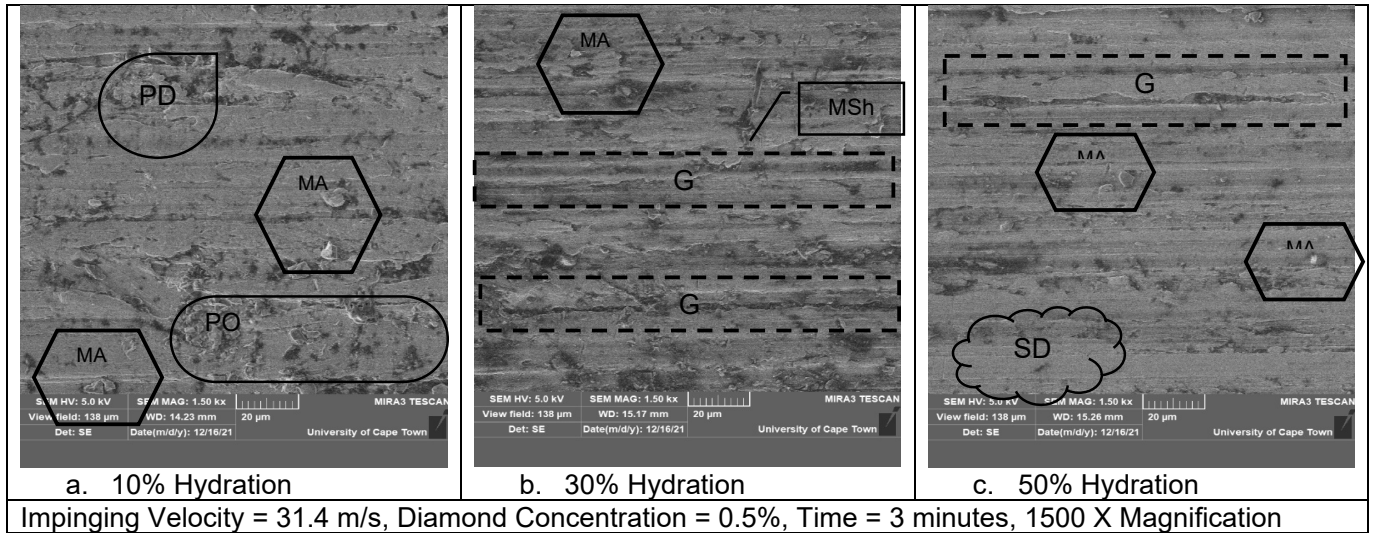 PD
MA
PO
MA
SEM HV: 5.0 kV SEM MAG: 1.50 kx MIRA3 TESCAN
View field: 138 µm WD: 14.23 mm 20 µm
Det: SE Date(m/d/y): 12/16/21 University of Cape Town
a. 10% Hydration
MA
MSh
G
G
SEM HV: 5.0 kV SEM MAG: 1.50 kx MIRA3 TESCAN
View field: 138 µm WD: 15.17 mm 20 µm
Det: SE Date(m/d/y): 12/16/21 University of Cape Town
b. 30% Hydration
G
MA
MA
SD
SEM HV: 5.0 kV SEM MAG: 1.50 kx MIRA3 TESCAN
View field: 138 µm WD: 15.26 mm 20 µm
Det: SE Date(m/d/y): 12/16/21 University of Cape Town
c. 50% Hydration
Impinging Velocity = 31.4 m/s, Diamond Concentration = 0.5%, Time = 3 minutes, 1500 X Magnification